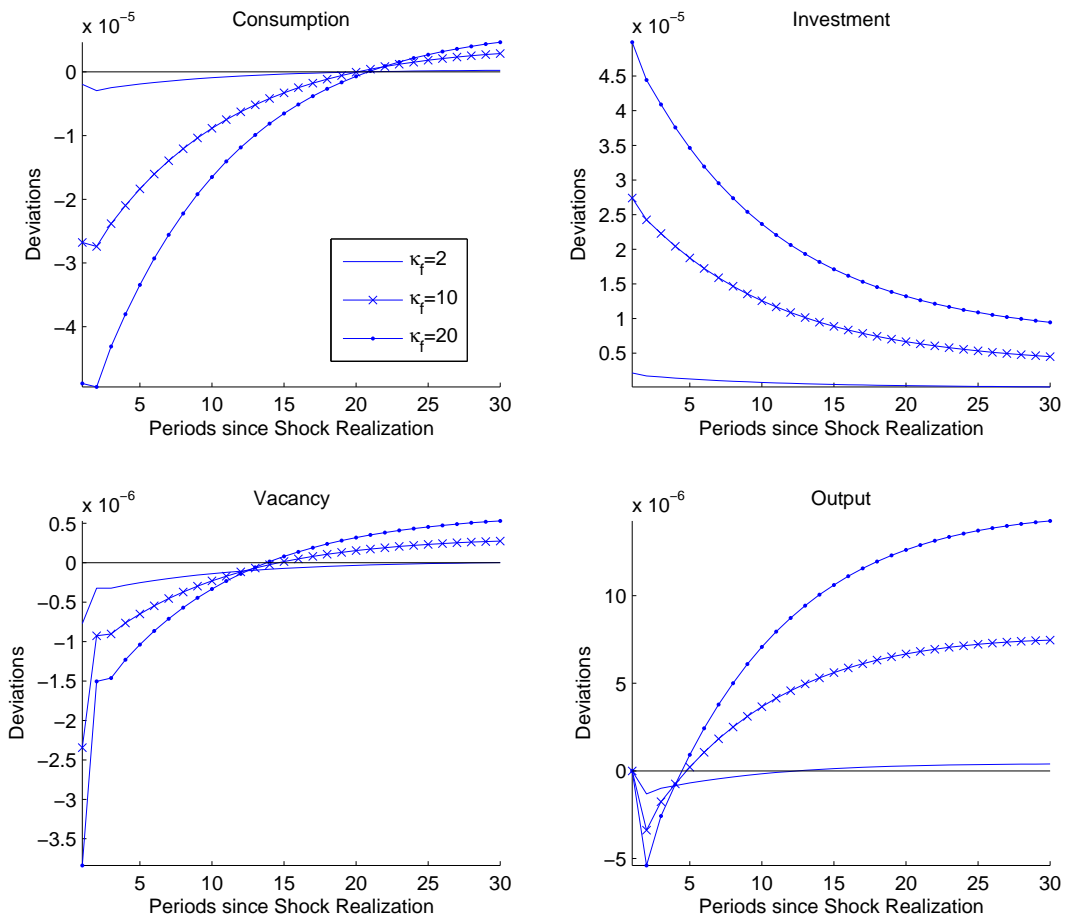 x 10⁻⁵
Consumption
0
−1
−2
−3
−4
Deviations
κ_f=2
κ_f=10
κ_f=20
5 10 15 20 25 30
Periods since Shock Realization
x 10⁻⁵
Investment
4.5
4
3.5
3
2.5
2
1.5
1
0.5
Deviations
5 10 15 20 25 30
Periods since Shock Realization
x 10⁻⁶
Vacancy
0.5
0
−0.5
−1
−1.5
−2
−2.5
−3
−3.5
Deviations
5 10 15 20 25 30
Periods since Shock Realization
x 10⁻⁶
Output
10
5
0
−5
Deviations
5 10 15 20 25 30
Periods since Shock Realization